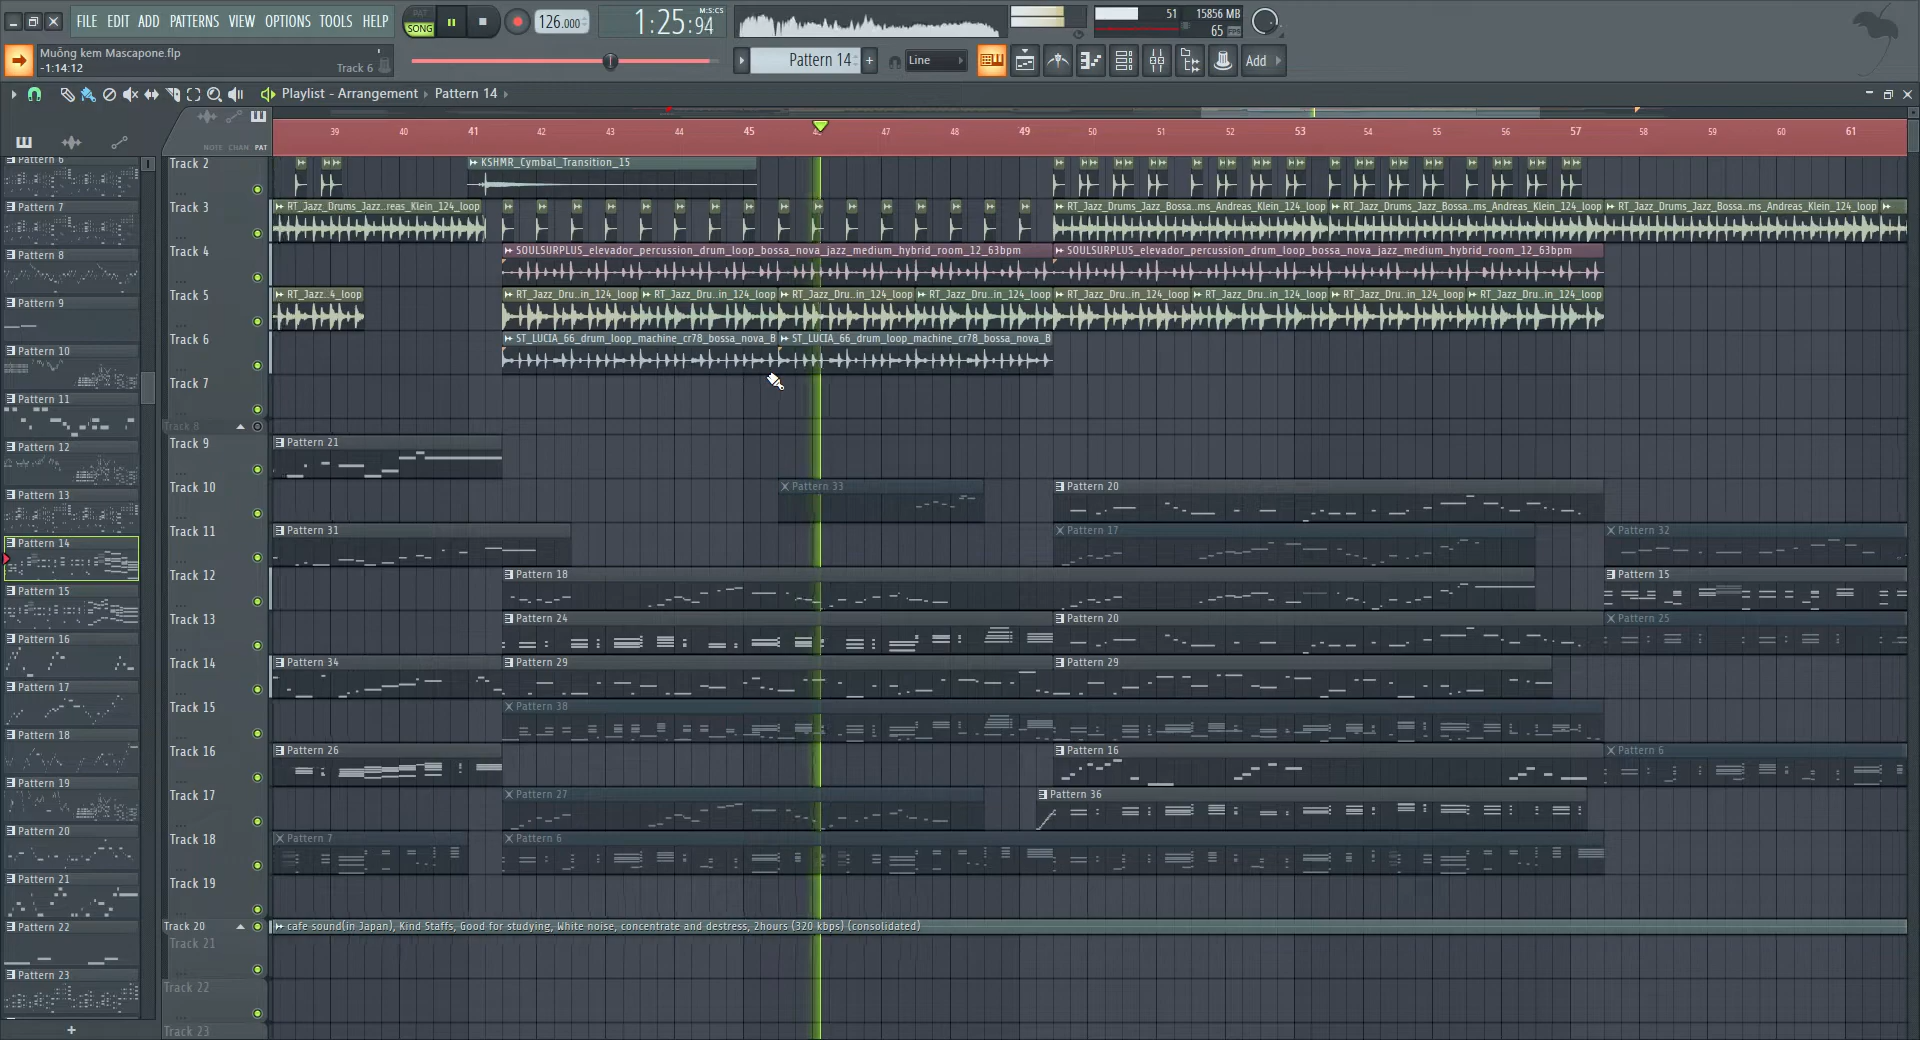 FILE EDIT ADD PATTERNS VIEW OPTIONS TOOLS HELP
PAT
SONG
126.000
1:25:94
M:S:CS
51
15856 MB
65
Muỗng kem Mascapone.flp
-1:14:12
Track 6
Pattern 14
Line
Add
Playlist - Arrangement
Pattern 14
NOTE CHAN PAT
39 40 41 42 43 44 45 46 47 48 49 50 51 52 53 54 55 56 57 58 59 60 61
Pattern 6
Pattern 7
Pattern 8
Pattern 9
Pattern 10
Pattern 11
Pattern 12
Pattern 13
Pattern 14
Pattern 15
Pattern 16
Pattern 17
Pattern 18
Pattern 19
Pattern 20
Pattern 21
Pattern 22
Pattern 23
Track 2
KSHMR_Cymbal_Transition_15
Track 3
RT_Jazz_Drums_Jazz..reas_Klein_124_loop
RT_Jazz_Drums_Jazz_Bossa..ms_Andreas_Klein_124_loop
RT_Jazz_Drums_Jazz_Bossa..ms_Andreas_Klein_124_loop
RT_Jazz_Drums_Jazz_Bossa..ms_Andreas_Klein_124_loop
Track 4
SOULSURPLUS_elevador_percussion_drum_loop_bossa_nova_jazz_medium_hybrid_room_12_63bpm
SOULSURPLUS_elevador_percussion_drum_loop_bossa_nova_jazz_medium_hybrid_room_12_63bpm
Track 5
RT_Jazz..4_loop
RT_Jazz_Dru..in_124_loop
RT_Jazz_Dru..in_124_loop
RT_Jazz_Dru..in_124_loop
RT_Jazz_Dru..in_124_loop
RT_Jazz_Dru..in_124_loop
RT_Jazz_Dru..in_124_loop
RT_Jazz_Dru..in_124_loop
RT_Jazz_Dru..in_124_loop
Track 6
ST_LUCIA_66_drum_loop_machine_cr78_bossa_nova_B
ST_LUCIA_66_drum_loop_machine_cr78_bossa_nova_B
Track 7
Track 8
Track 9
Pattern 21
Track 10
Pattern 33
Pattern 20
Track 11
Pattern 31
Pattern 17
Pattern 32
Track 12
Pattern 18
Pattern 15
Track 13
Pattern 24
Pattern 20
Pattern 25
Track 14
Pattern 34
Pattern 29
Pattern 29
Track 15
Pattern 38
Track 16
Pattern 26
Pattern 16
Pattern 6
Track 17
Pattern 27
Pattern 36
Track 18
Pattern 7
Pattern 6
Track 19
Track 20
cafe sound(in Japan), Kind Staffs, Good for studying, White noise, concentrate and destress, 2hours (320 kbps) (consolidated)
Track 21
Track 22
Track 23